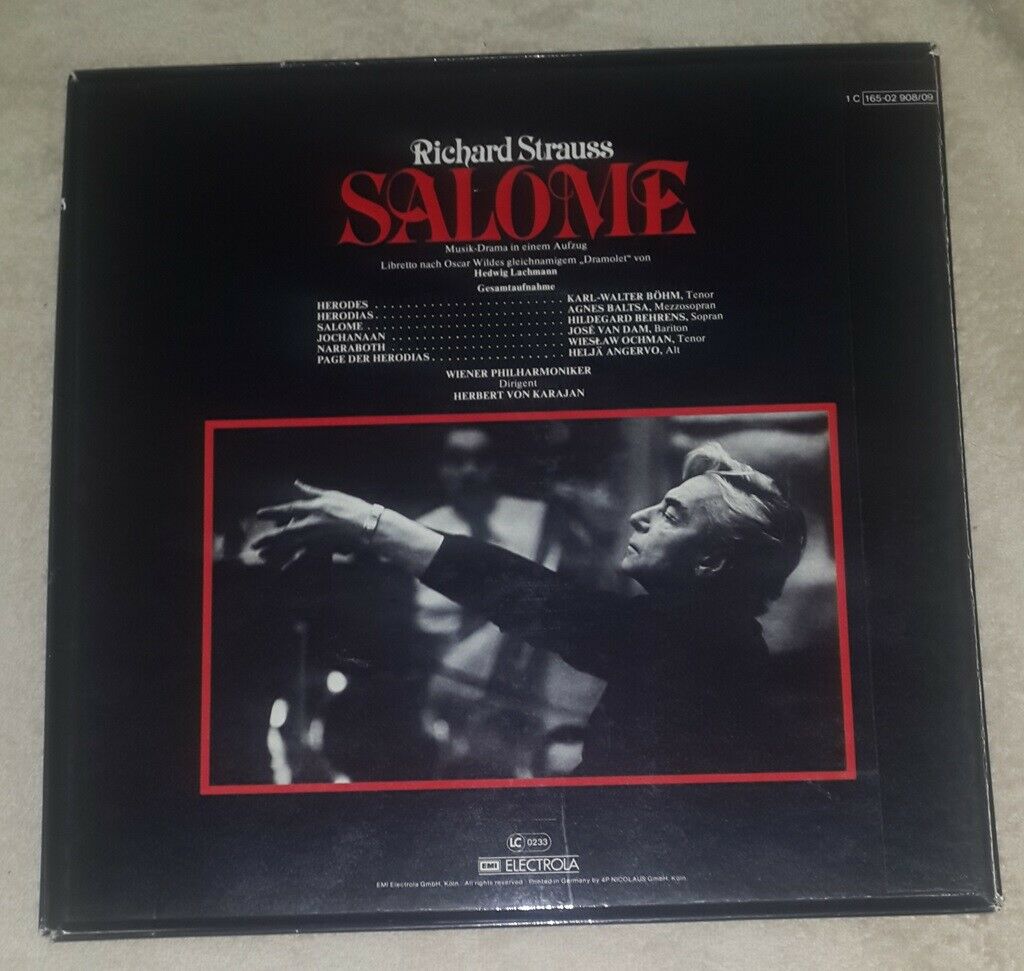 1 C 165-02 908/09
Richard Strauss
SALOME
Musik-Drama in einem Aufzug
Libretto nach Oscar Wildes gleichnamigem „Dramolet“ von
Hedwig Lachmann
Gesamtaufnahme
HERODES . . . . . . . . . . . . . . . . . . . . . . . . . . . . . KARL-WALTER BÖHM, Tenor
HERODIAS . . . . . . . . . . . . . . . . . . . . . . . . . . . . AGNES BALTSA, Mezzosopran
SALOME . . . . . . . . . . . . . . . . . . . . . . . . . . . . . . HILDEGARD BEHRENS, Sopran
JOCHANAAN . . . . . . . . . . . . . . . . . . . . . . . . . . JOSÉ VAN DAM, Bariton
NARRABOTH . . . . . . . . . . . . . . . . . . . . . . . . . . WIESŁAW OCHMAN, Tenor
PAGE DER HERODIAS . . . . . . . . . . . . . . . . . . . . HELJÄ ANGERVO, Alt
WIENER PHILHARMONIKER
Dirigent
HERBERT VON KARAJAN
LC 0233
EMI ELECTROLA
EMI Electrola GmbH, Köln · All rights reserved · Printed in Germany by 4P NICOLAUS GmbH, Köln